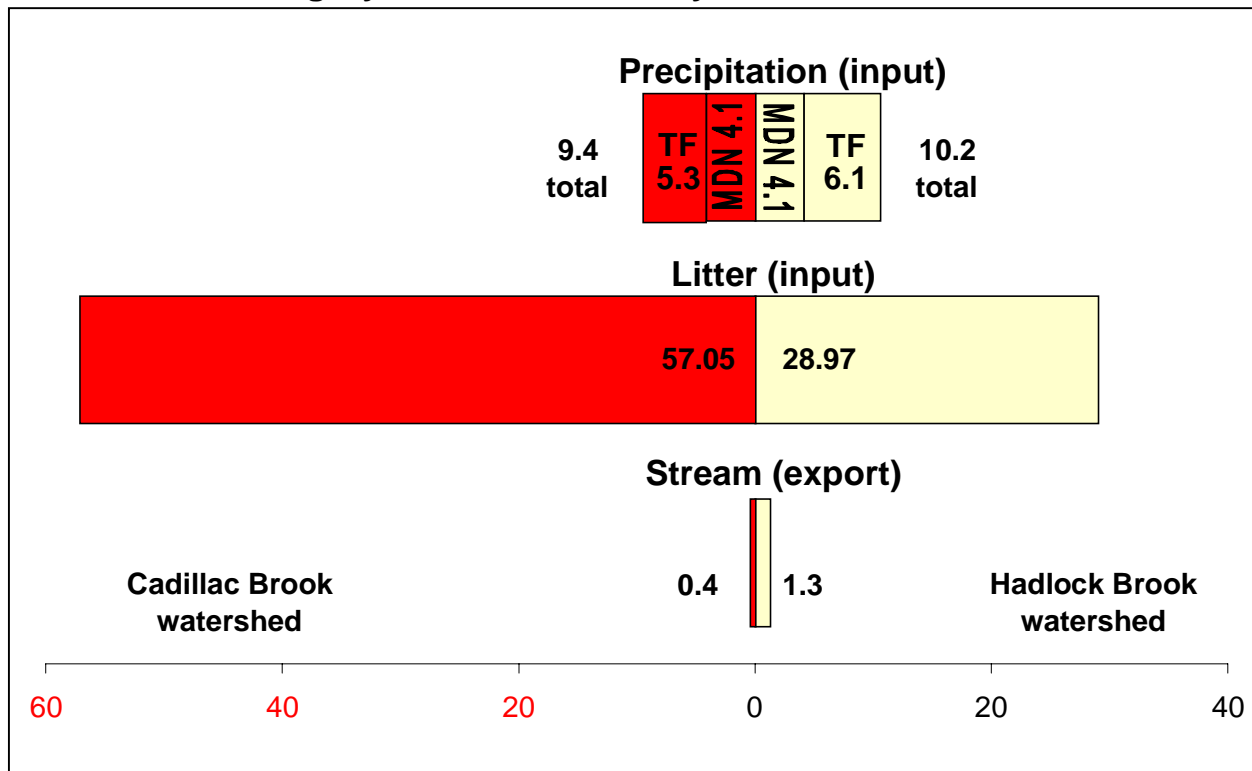 Precipitation (input)
9.4
total
TF
5.3
MDN 4.1
MDN 4.1
TF
6.1
10.2
total
Litter (input)
57.05
28.97
Stream (export)
0.4
1.3
Cadillac Brook
watershed
Hadlock Brook
watershed
60 40 20 0 20 40